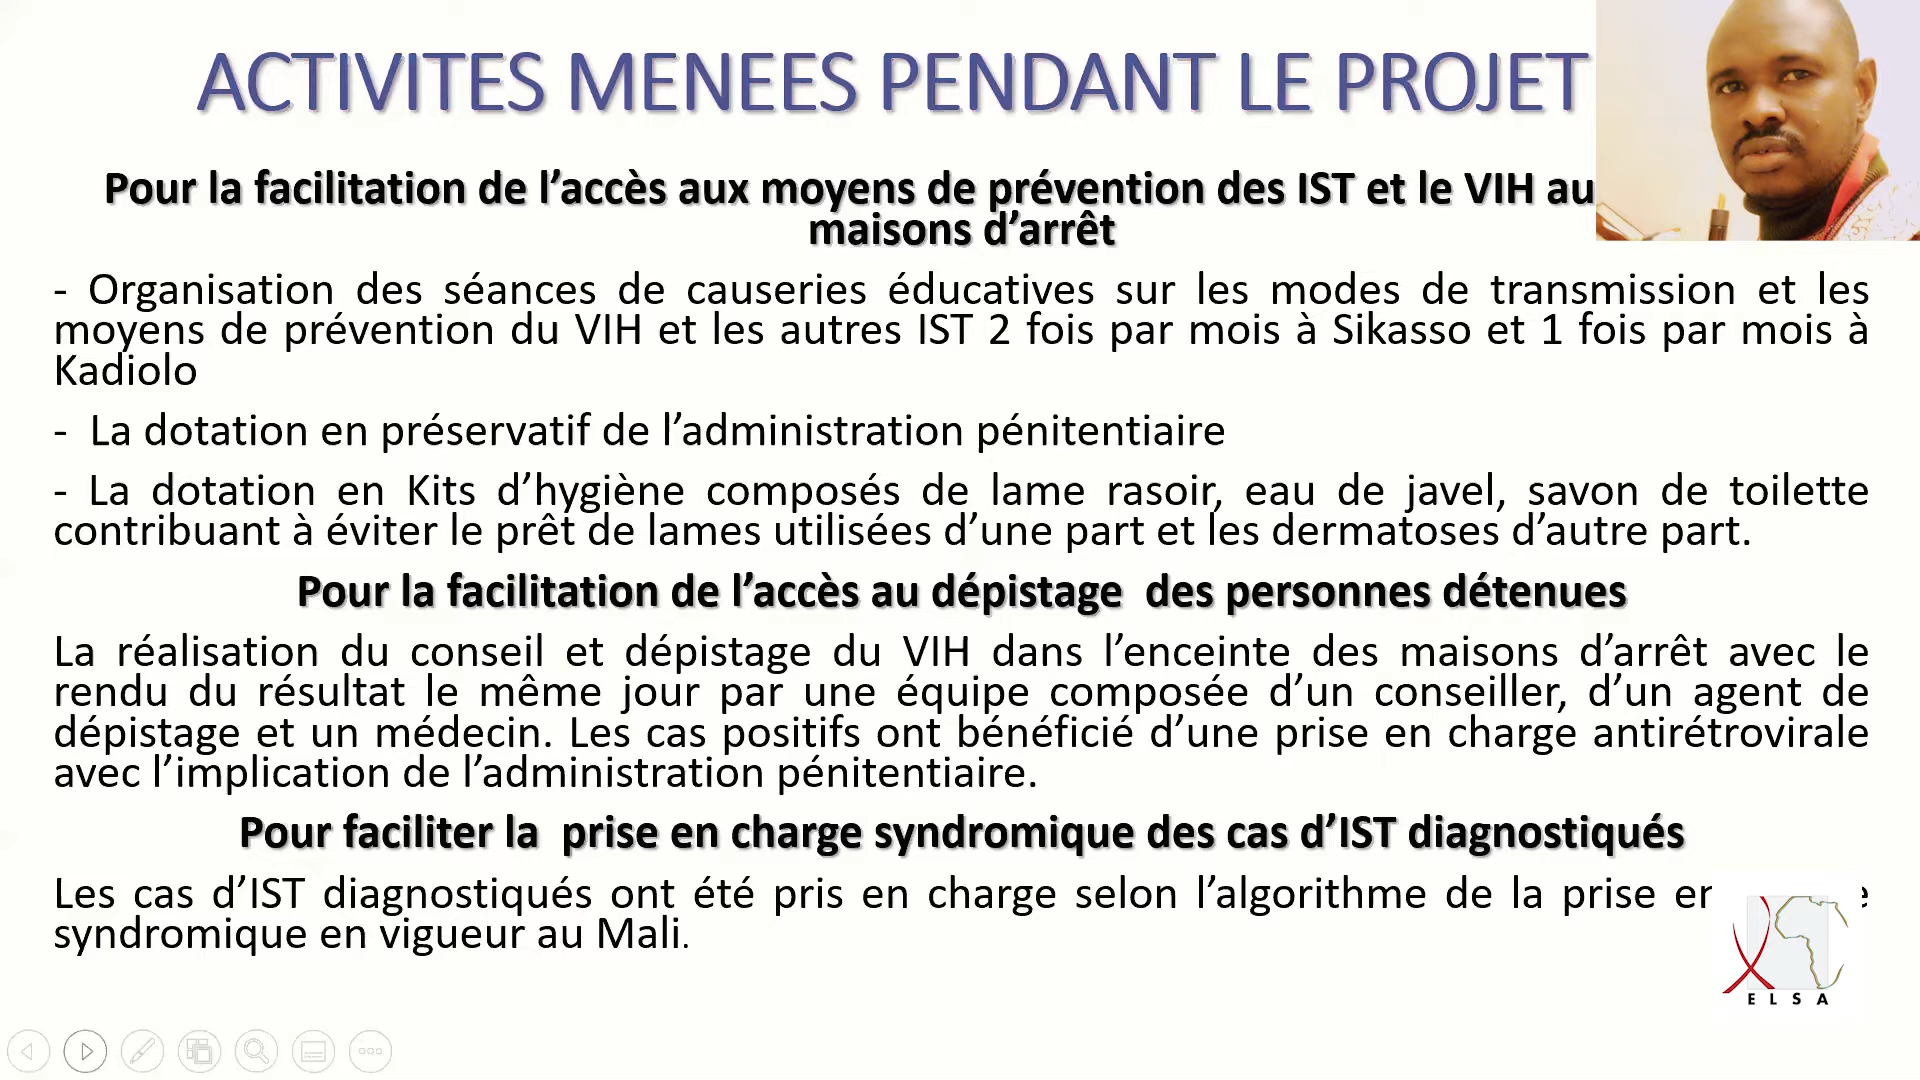 ACTIVITES MENEES PENDANT LE PROJET
Pour la facilitation de l’accès aux moyens de prévention des IST et le VIH au
maisons d’arrêt
- Organisation des séances de causeries éducatives sur les modes de transmission et les
moyens de prévention du VIH et les autres IST 2 fois par mois à Sikasso et 1 fois par mois à
Kadiolo
- La dotation en préservatif de l’administration pénitentiaire
- La dotation en Kits d’hygiène composés de lame rasoir, eau de javel, savon de toilette
contribuant à éviter le prêt de lames utilisées d’une part et les dermatoses d’autre part.
Pour la facilitation de l’accès au dépistage des personnes détenues
La réalisation du conseil et dépistage du VIH dans l’enceinte des maisons d’arrêt avec le
rendu du résultat le même jour par une équipe composée d’un conseiller, d’un agent de
dépistage et un médecin. Les cas positifs ont bénéficié d’une prise en charge antirétrovirale
avec l’implication de l’administration pénitentiaire.
Pour faciliter la prise en charge syndromique des cas d’IST diagnostiqués
Les cas d’IST diagnostiqués ont été pris en charge selon l’algorithme de la prise en
syndromique en vigueur au Mali.
ELSA